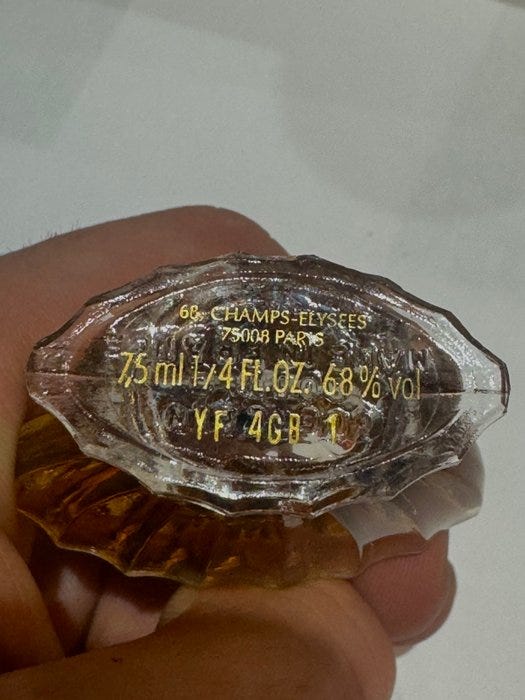 68, CHAMPS-ELYSEES
75008 PARIS
7,5 ml 1/4 FL.OZ. 68 % vol
YF 4GB 1